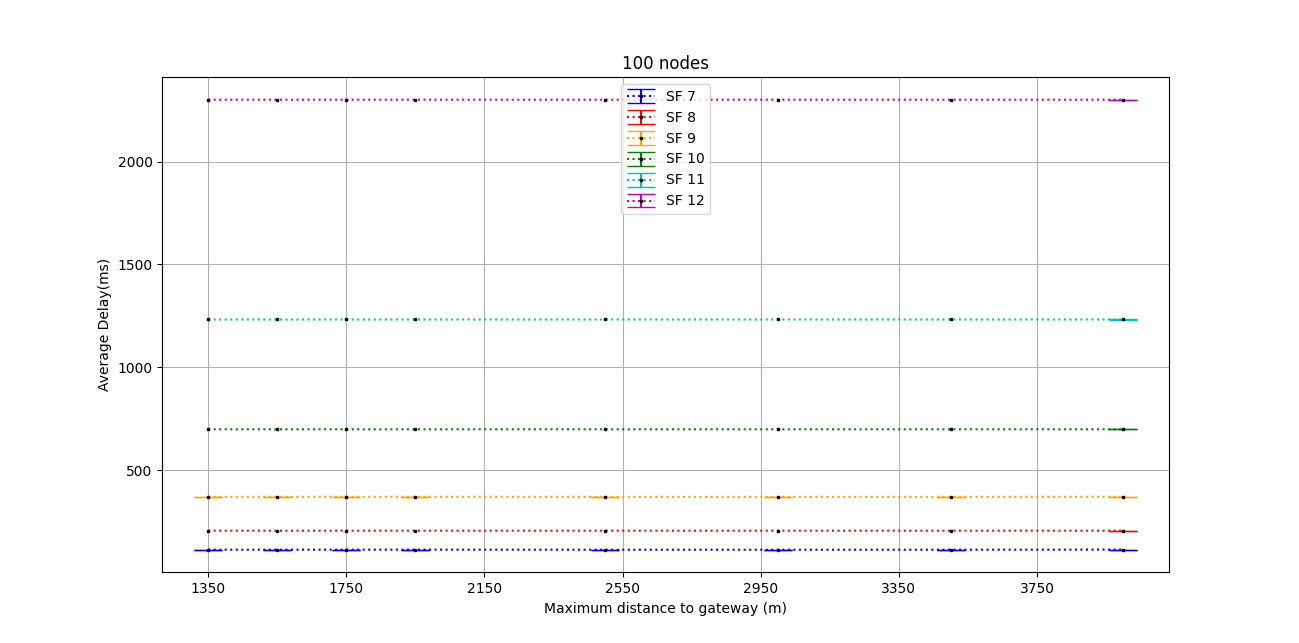 100 nodes
SF 7
SF 8
SF 9
SF 10
SF 11
SF 12
2000
1500
1000
500
Average Delay(ms)
1350 1750 2150 2550 2950 3350 3750
Maximum distance to gateway (m)